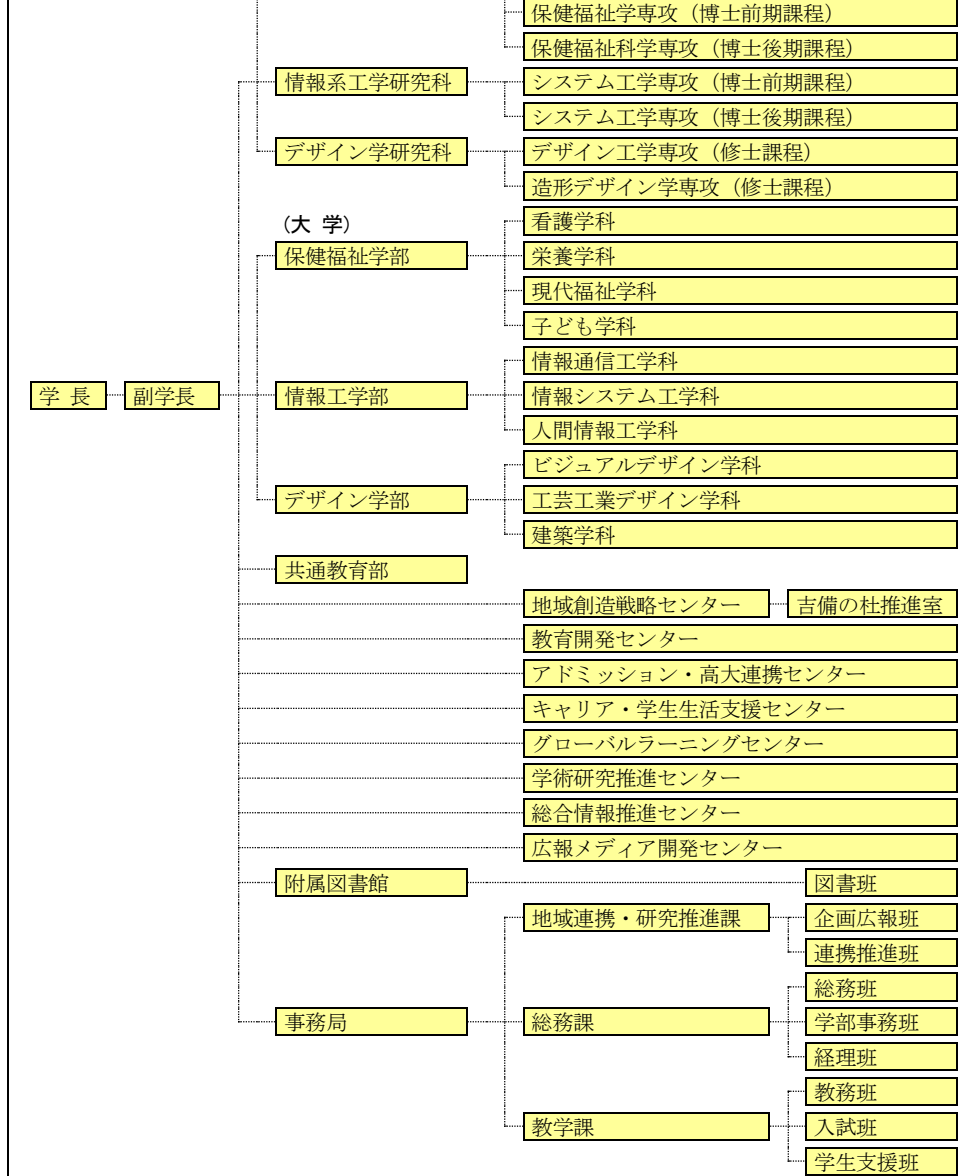 保健福祉学専攻（博士前期課程）
保健福祉科学専攻（博士後期課程）
情報系工学研究科
システム工学専攻（博士前期課程）
システム工学専攻（博士後期課程）
デザイン学研究科
デザイン工学専攻（修士課程）
造形デザイン学専攻（修士課程）
（大 学）
保健福祉学部
看護学科
栄養学科
現代福祉学科
子ども学科
学 長
副学長
情報工学部
情報通信工学科
情報システム工学科
人間情報工学科
デザイン学部
ビジュアルデザイン学科
工芸工業デザイン学科
建築学科
共通教育部
地域創造戦略センター
吉備の杜推進室
教育開発センター
アドミッション・高大連携センター
キャリア・学生生活支援センター
グローバルラーニングセンター
学術研究推進センター
総合情報推進センター
広報メディア開発センター
附属図書館
図書班
事務局
地域連携・研究推進課
企画広報班
連携推進班
総務課
総務班
学部事務班
経理班
教学課
教務班
入試班
学生支援班